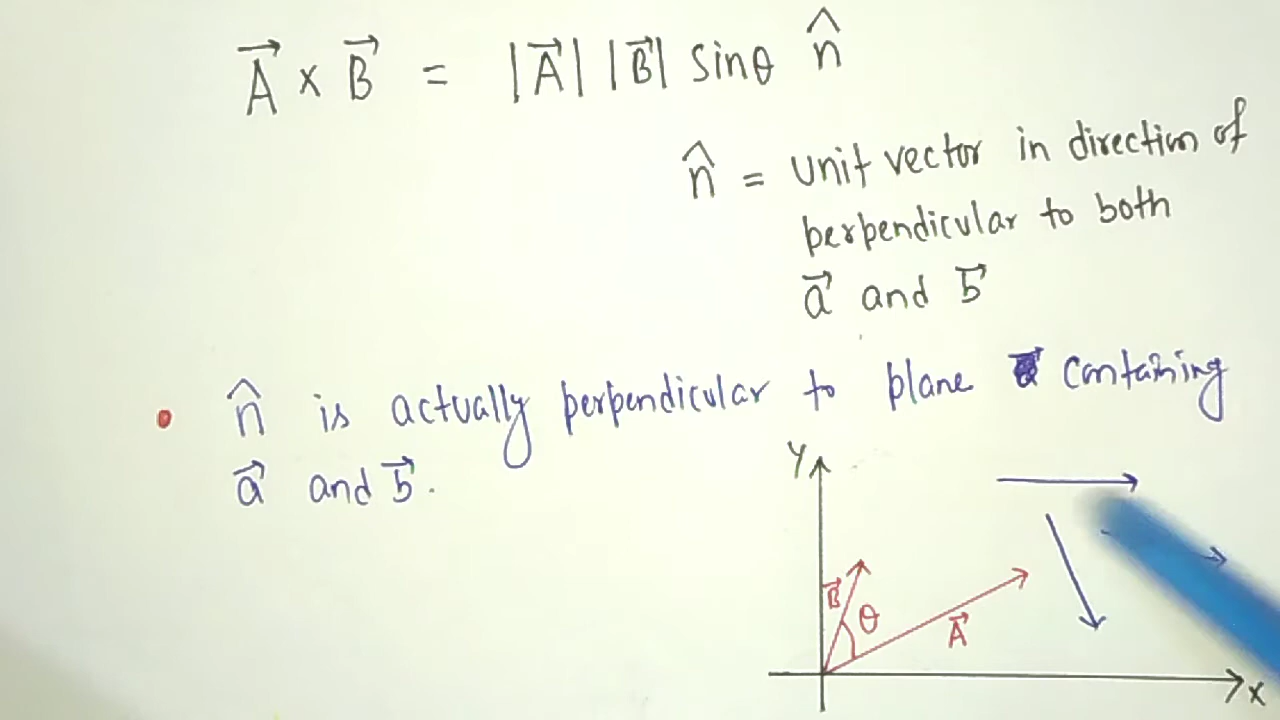 A⃗ × B⃗ = |A⃗| |B⃗| sinθ n̂
n̂ = unit vector in direction of
perpendicular to both
a⃗ and b⃗
• n̂ is actually perpendicular to plane containing
a⃗ and b⃗.
Y
B⃗
θ
A⃗
X